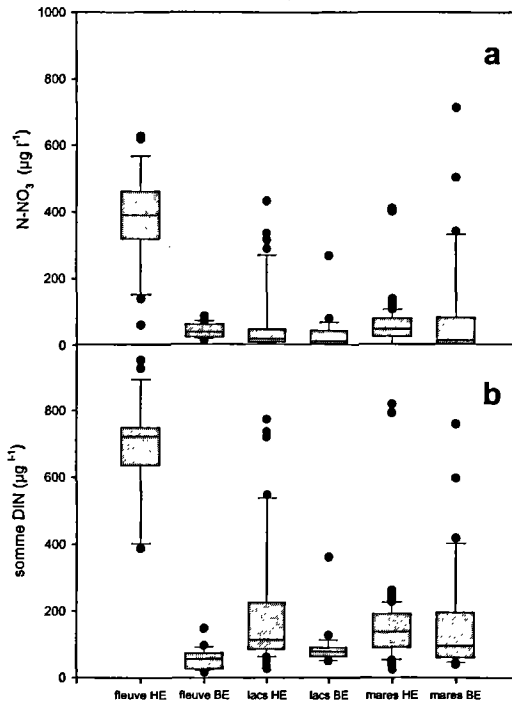 1000
a
800
600
400
200
0
N-NO₃ (µg l⁻¹)
b
800
600
400
200
0
somme DIN (µg l⁻¹)
fleuve HE fleuve BE lacs HE lacs BE mares HE mares BE